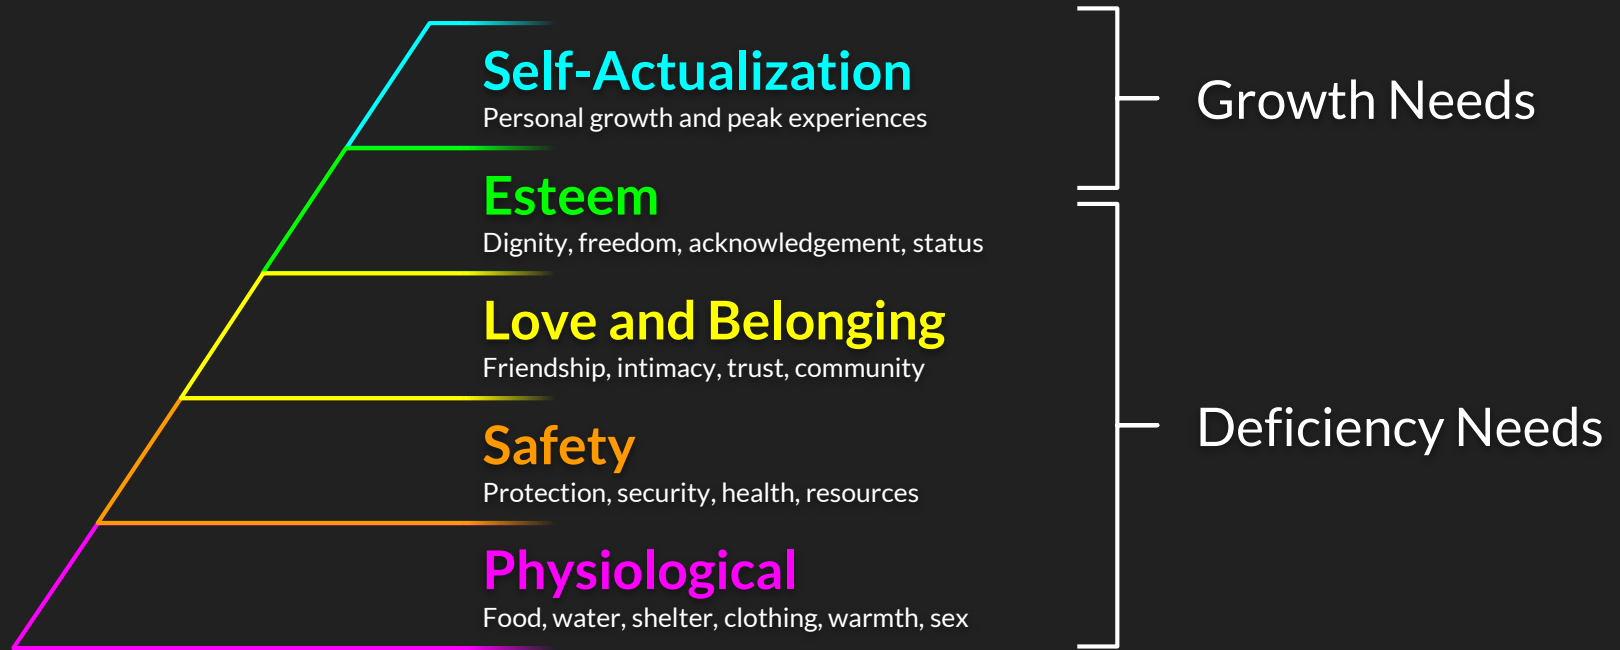 Self-Actualization
Personal growth and peak experiences
Esteem
Dignity, freedom, acknowledgement, status
Love and Belonging
Friendship, intimacy, trust, community
Safety
Protection, security, health, resources
Physiological
Food, water, shelter, clothing, warmth, sex
Growth Needs
Deficiency Needs